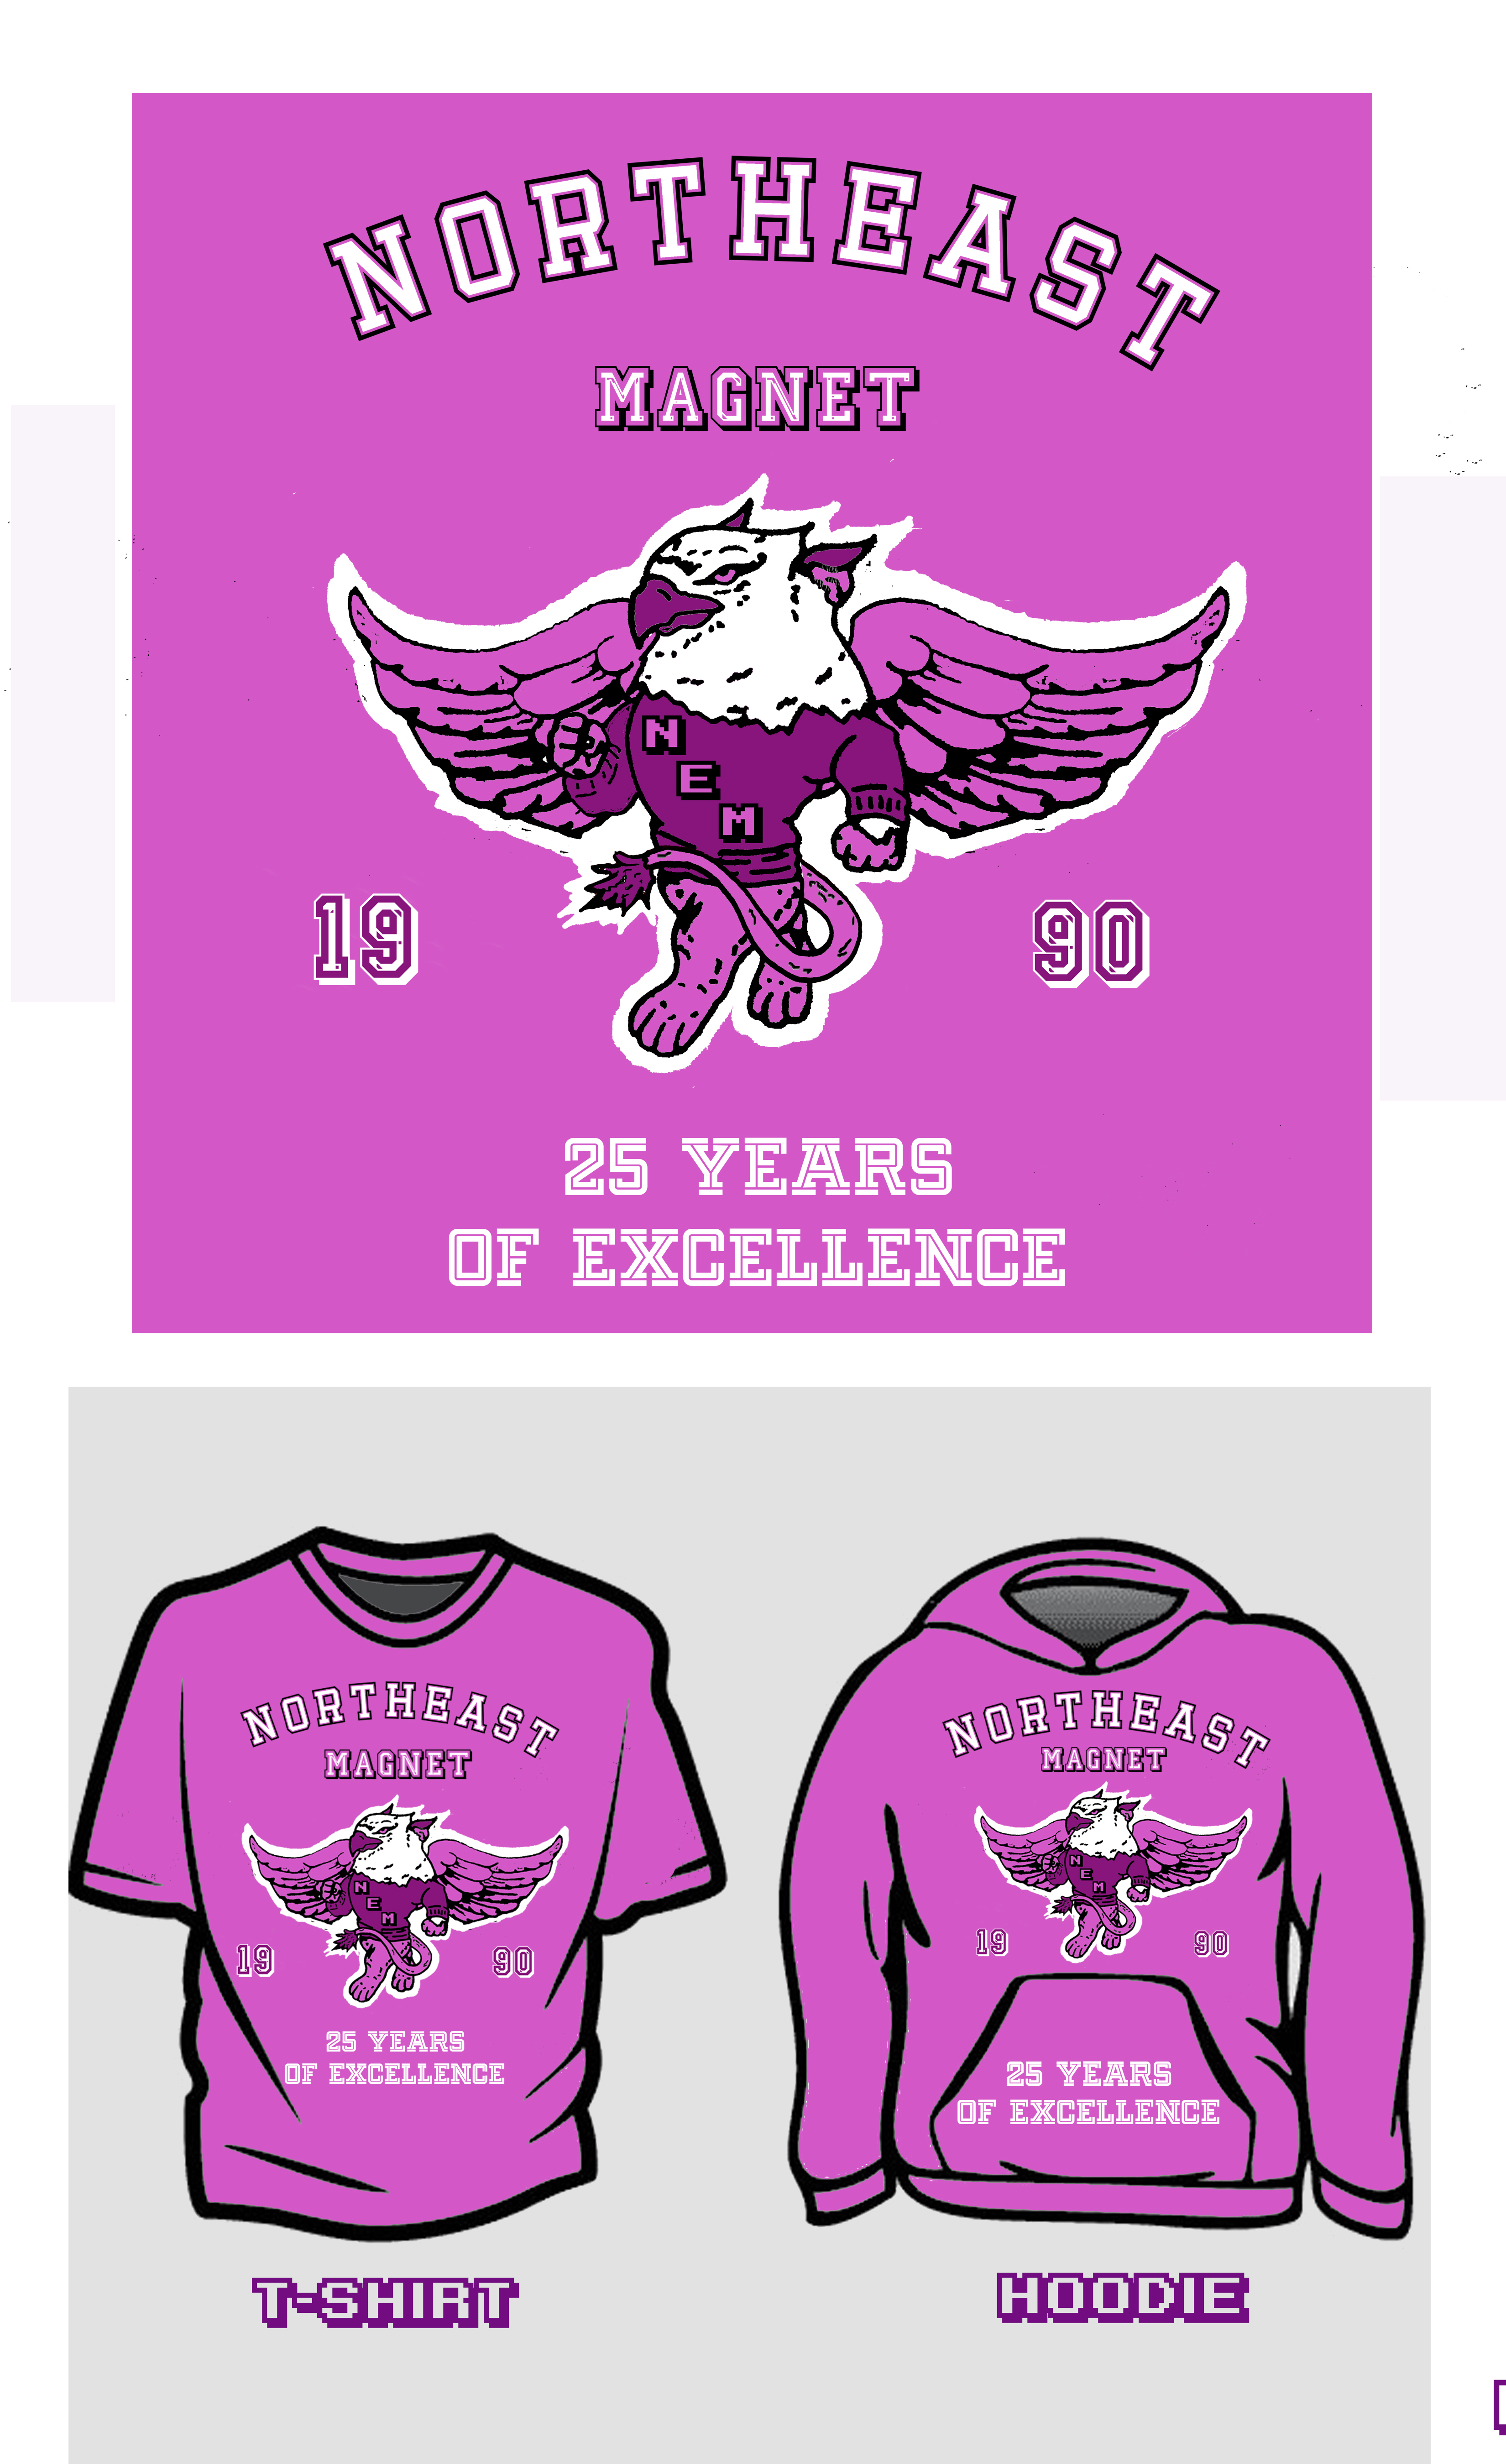 NORTHEAST
MAGNET
N
E
M
19 90
25 YEARS
OF EXCELLENCE
NORTHEAST
MAGNET
N
E
M
19 90
25 YEARS
OF EXCELLENCE
NORTHEAST
MAGNET
N
E
M
19 90
25 YEARS
OF EXCELLENCE
T-SHIRT
HOODIE